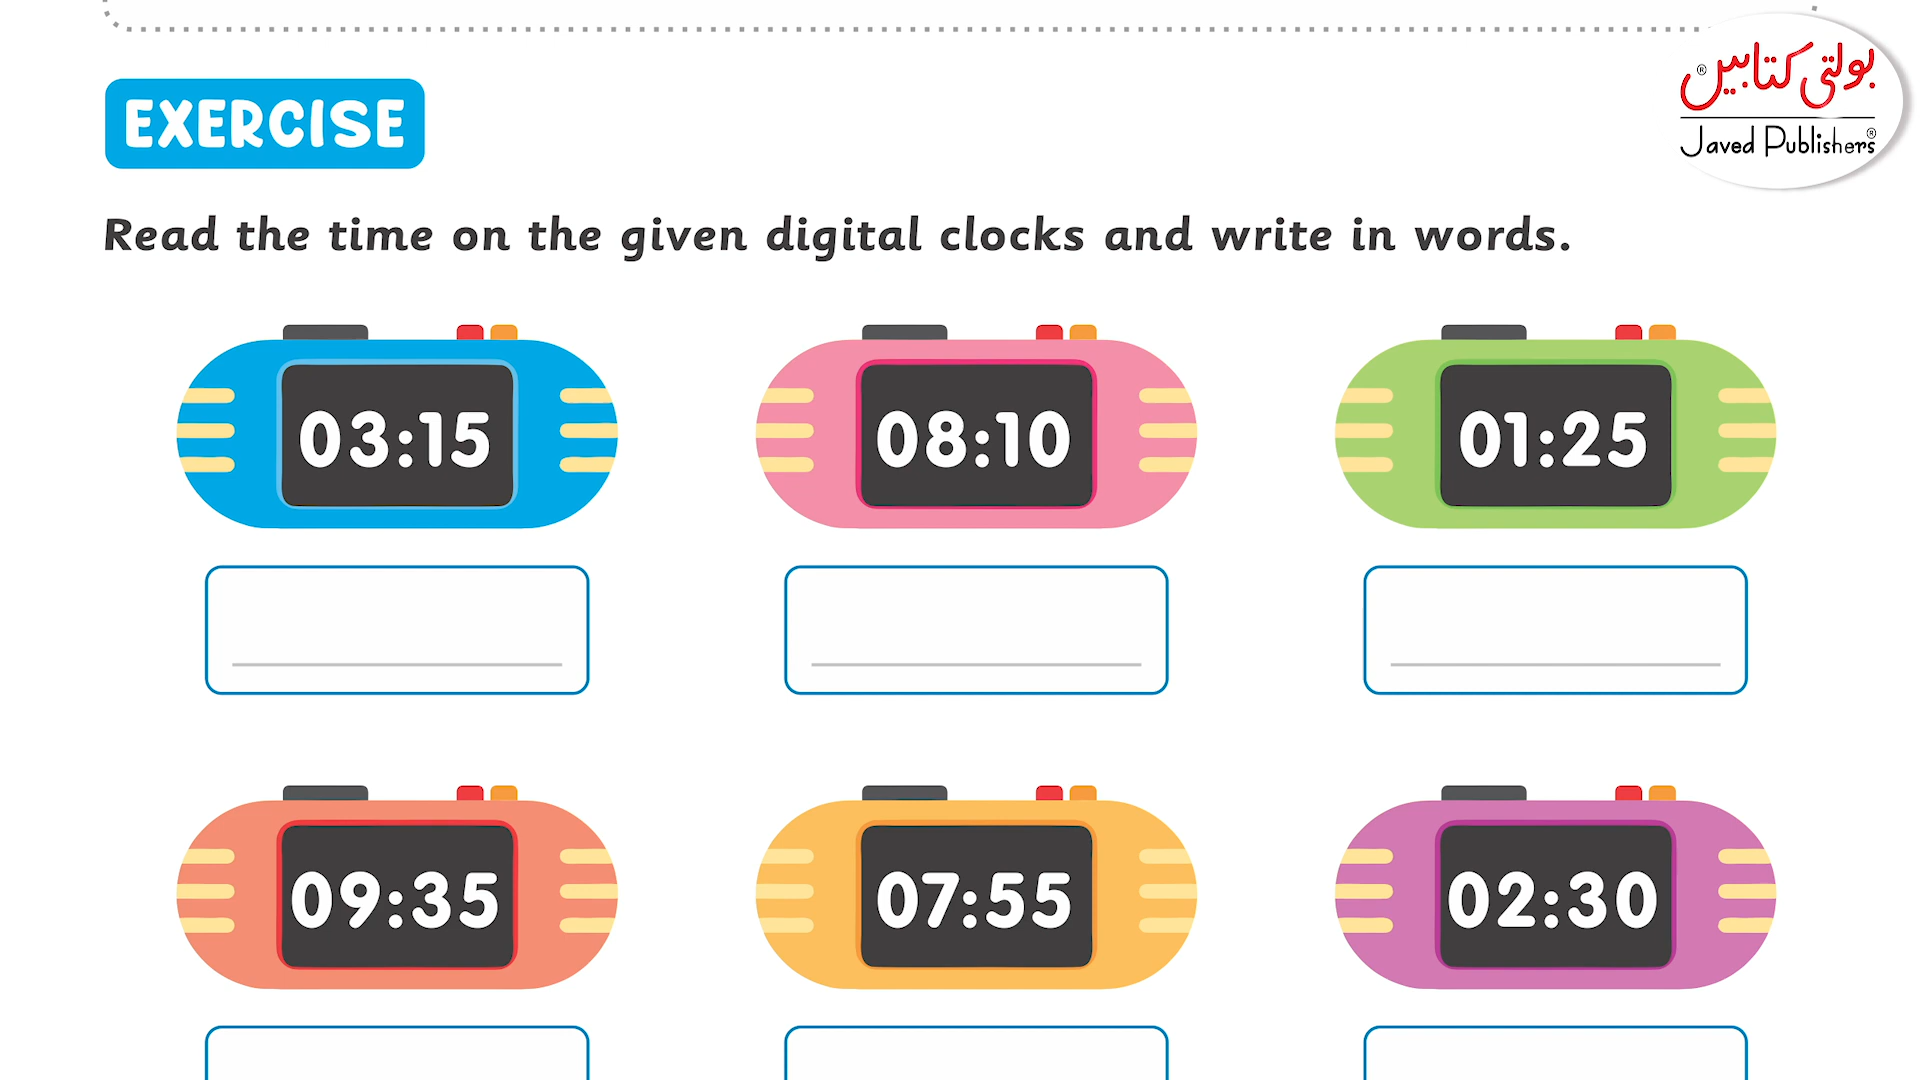 بولتی کتابیں®
Javed Publishers®
EXERCISE
Read the time on the given digital clocks and write in words.
03:15
08:10
01:25
09:35
07:55
02:30